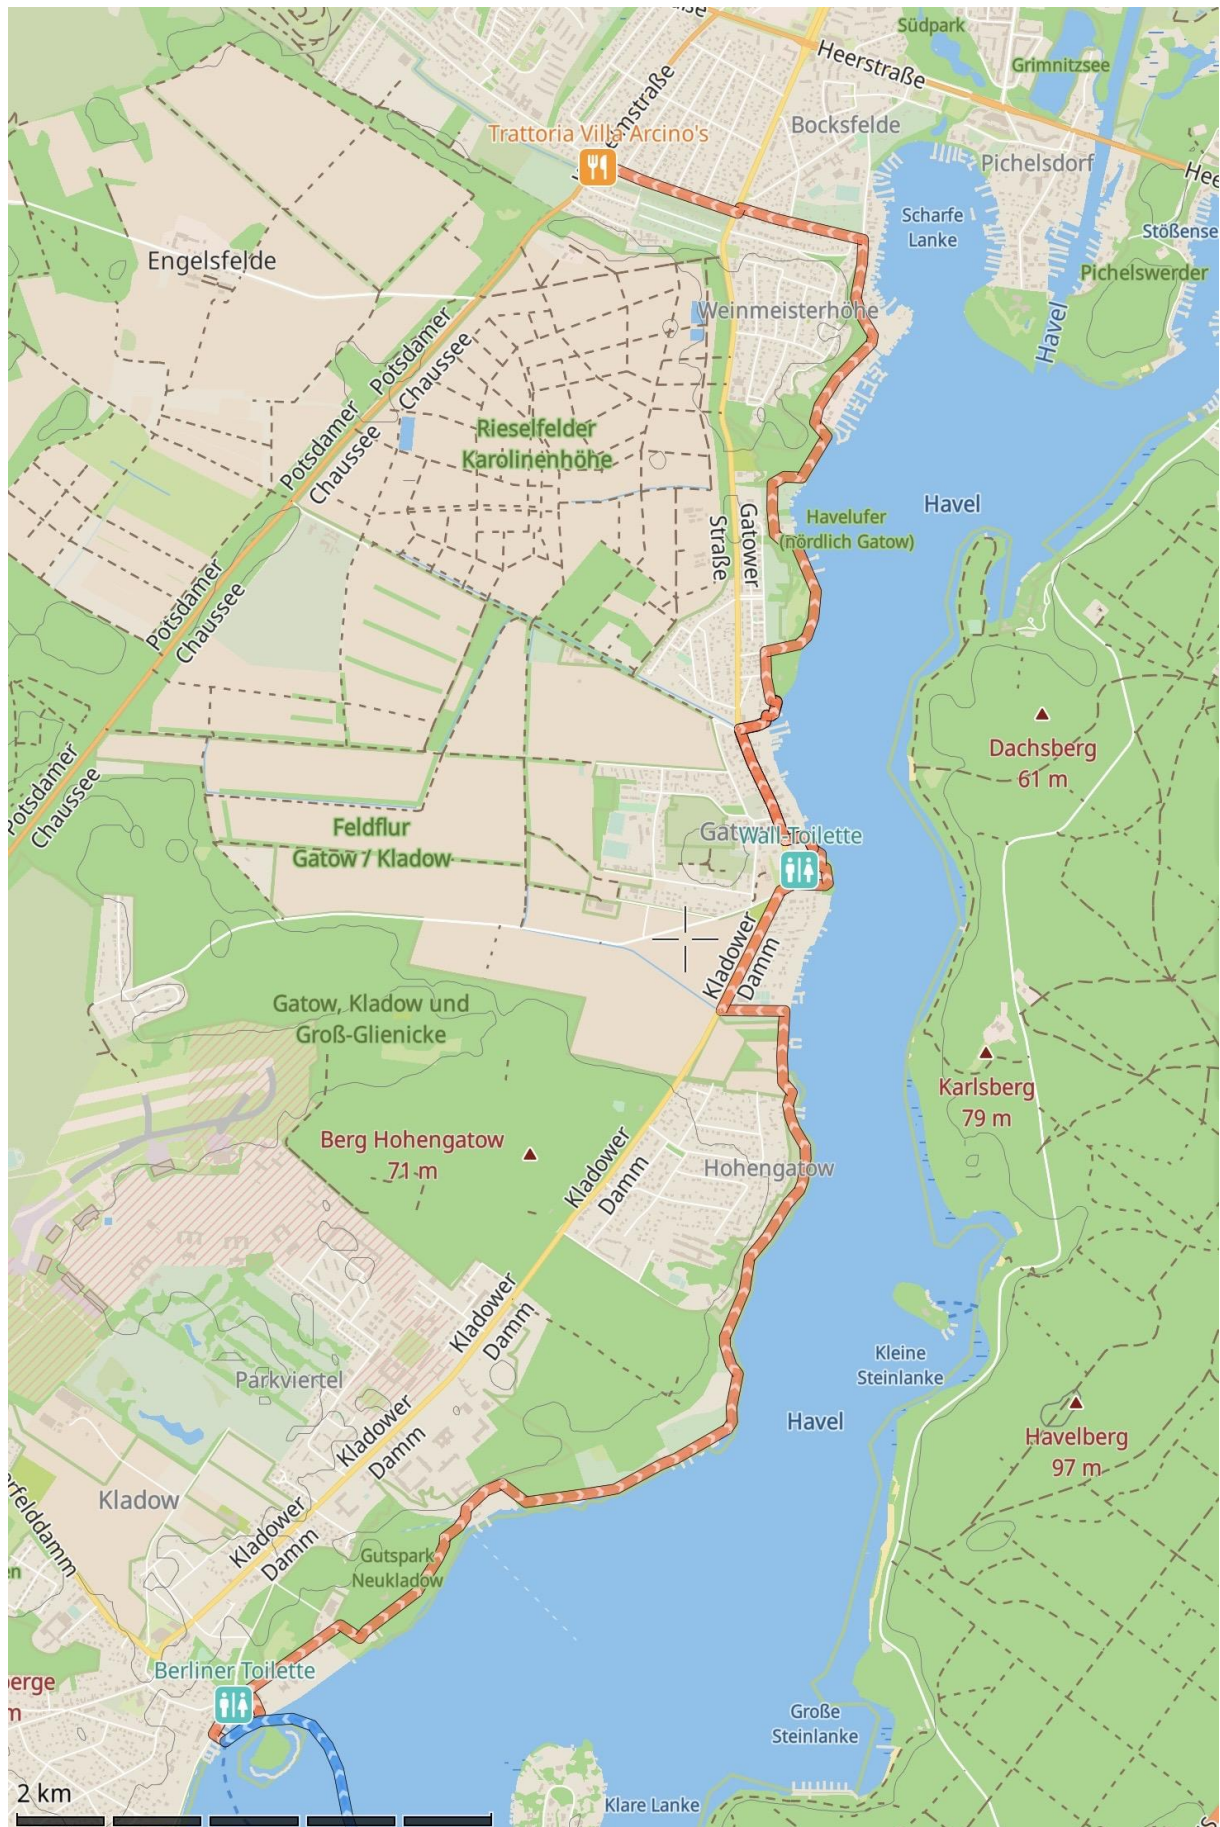 Südpark
Heerstraße
Grimnitzsee
Trattoria Villa Arcino's
Bocksfelde
Pichelsdorf
Scharfe
Lanke
Engelsfelde
Pichelswerder
Weinmeisterhöhe
Havel
Potsdamer
Chaussee
Rieselfelder
Karolinenhöhe
Potsdamer
Chaussee
Gatower
Straße
Havel
Havelufer
(nördlich Gatow)
Potsdamer
Chaussee
Dachsberg
61 m
Potsdamer
Chaussee
Feldflur
Gatow / Kladow
Wall-Toilette
Kladower
Damm
Gatow, Kladow und
Groß-Glienicke
Karlsberg
79 m
Berg Hohengatow
71 m
Kladower
Damm
Hohengatow
Kladower
Damm
Kleine
Steinlanke
Parkviertel
Kladower
Damm
Havel
Havelberg
97 m
Kladow
Kladower
Damm
Gutspark
Neukladow
Berliner Toilette
Große
Steinlanke
2 km
Klare Lanke